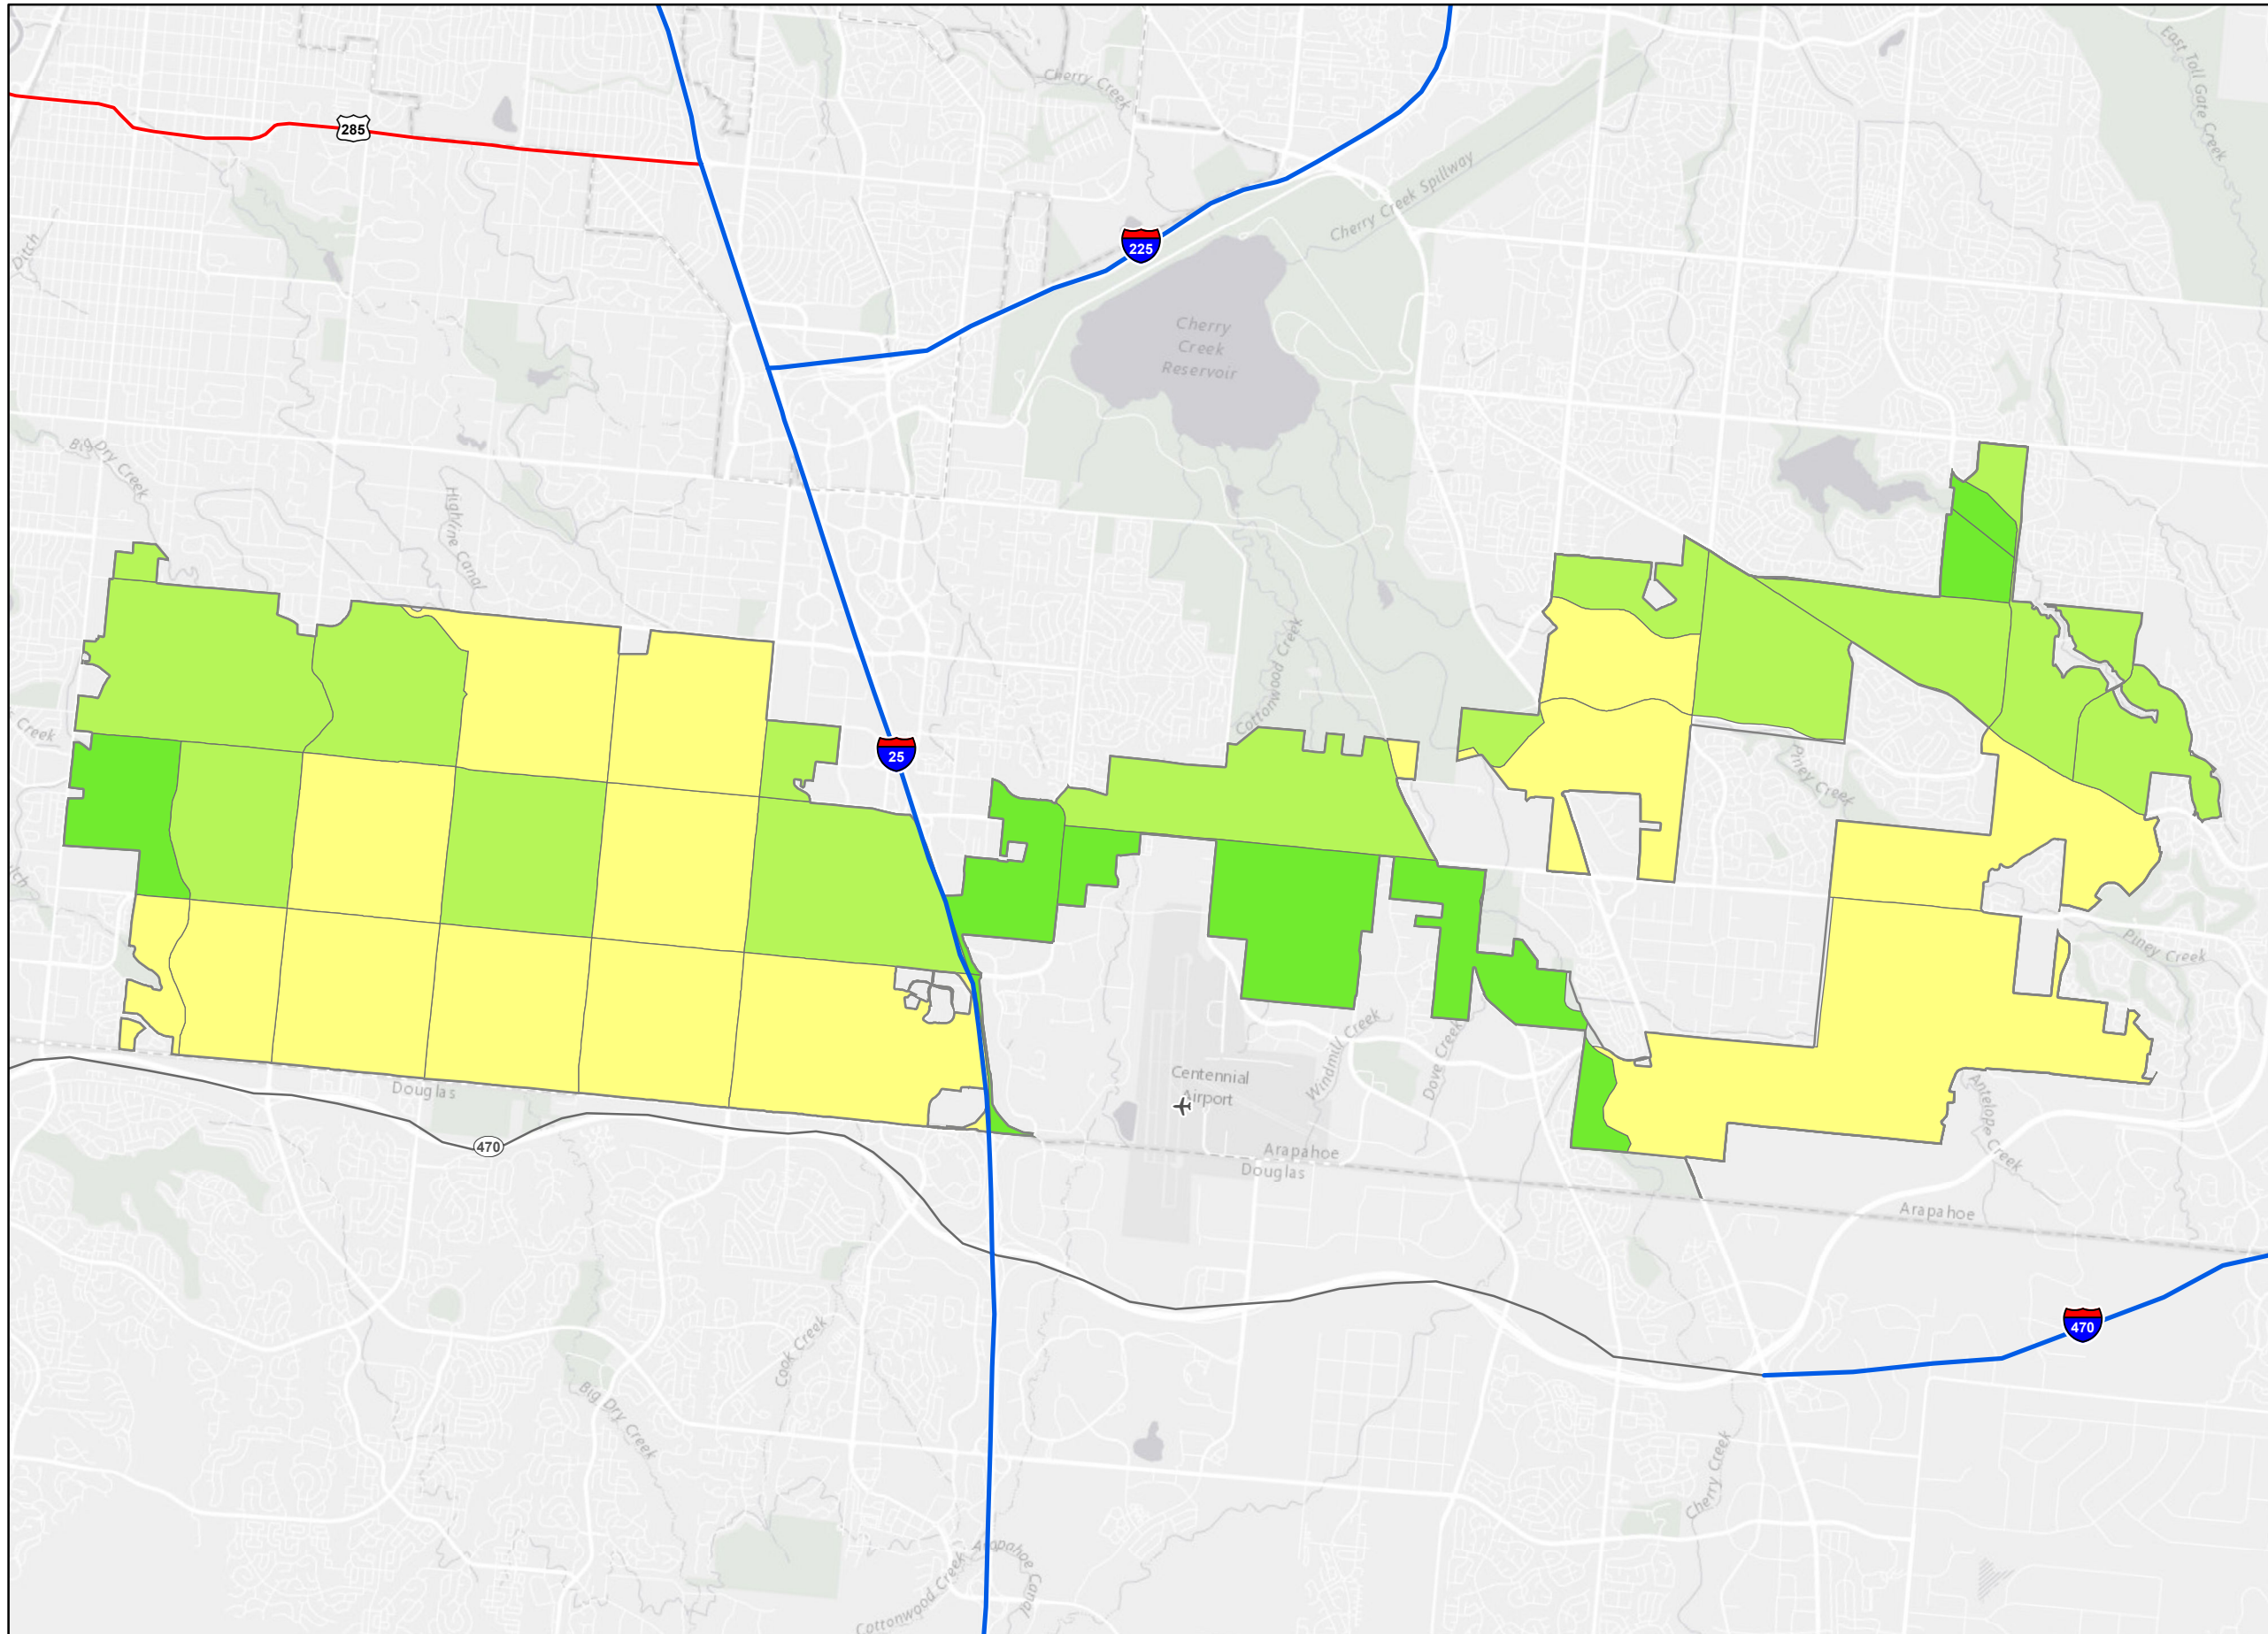 East Toll Gate Creek
Cherry Creek
285
Cherry Creek Spillway
225
Ditch
Cherry
Creek
Reservoir
Big Dry Creek
Highline Canal
Cottonwood Creek
Creek
25
Piney Creek
Piney Creek
Windmill Creek
Dove Creek
Centennial
Airport
Douglas
Antelope Creek
470
Arapahoe
Douglas
Arapahoe
470
Cook Creek
Big Dry Creek
Cherry Creek
Arapahoe Canal
Cottonwood Creek